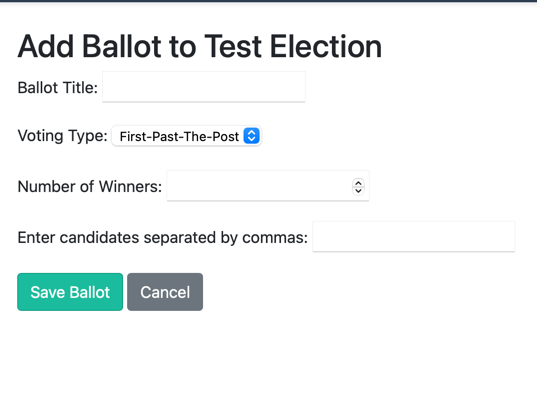 Add Ballot to Test Election
Ballot Title:
Voting Type: First-Past-The-Post
Number of Winners:
Enter candidates separated by commas:
Save Ballot Cancel